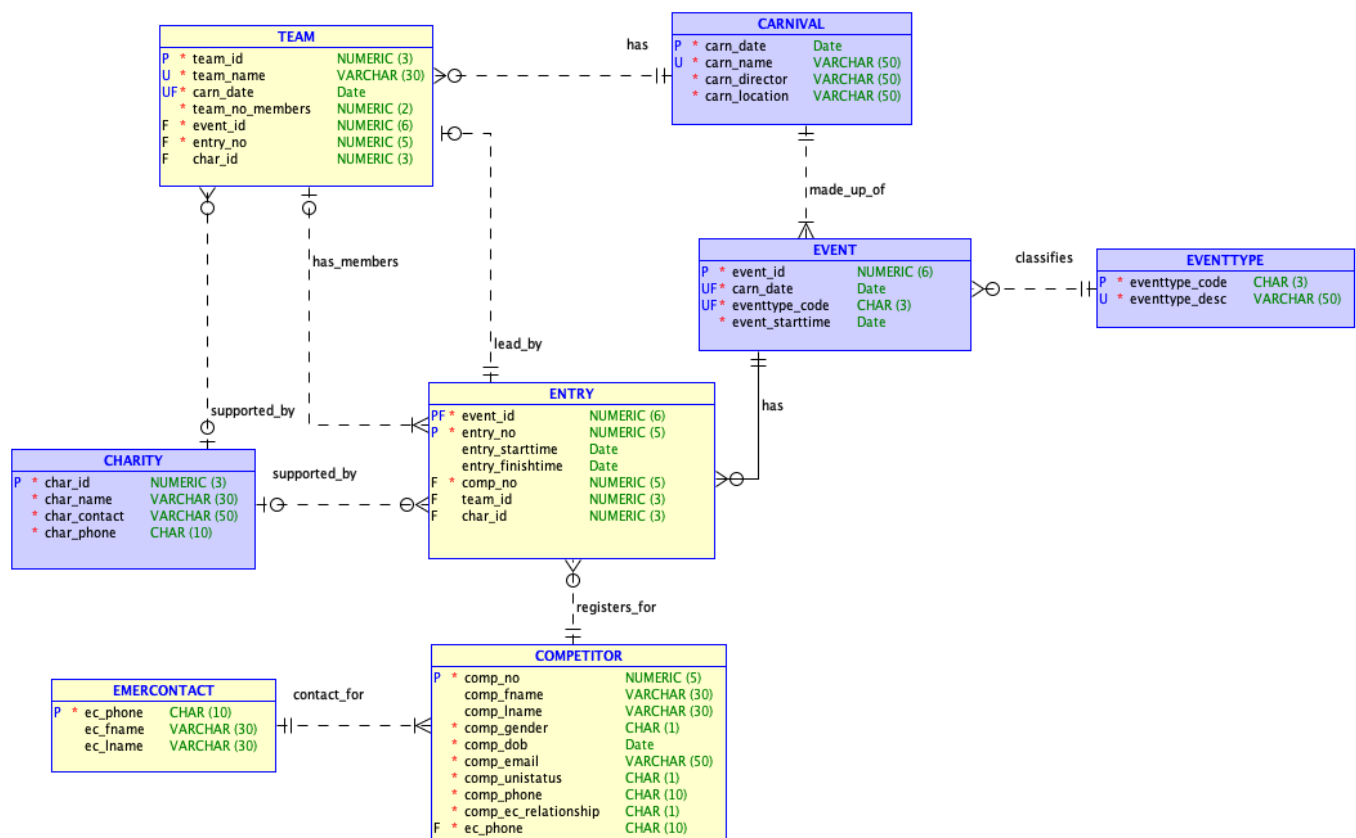 TEAM
P * team_id NUMERIC (3)
U * team_name VARCHAR (30)
UF * carn_date Date
* team_no_members NUMERIC (2)
F * event_id NUMERIC (6)
F * entry_no NUMERIC (5)
F char_id NUMERIC (3)
has
CARNIVAL
P * carn_date Date
U * carn_name VARCHAR (50)
* carn_director VARCHAR (50)
* carn_location VARCHAR (50)
made_up_of
has_members
EVENT
P * event_id NUMERIC (6)
UF * carn_date Date
UF * eventtype_code CHAR (3)
* event_starttime Date
classifies
EVENTTYPE
P * eventtype_code CHAR (3)
U * eventtype_desc VARCHAR (50)
lead_by
has
supported_by
ENTRY
PF * event_id NUMERIC (6)
P * entry_no NUMERIC (5)
entry_starttime Date
entry_finishtime Date
F * comp_no NUMERIC (5)
F team_id NUMERIC (3)
F char_id NUMERIC (3)
CHARITY
P * char_id NUMERIC (3)
* char_name VARCHAR (30)
* char_contact VARCHAR (50)
* char_phone CHAR (10)
supported_by
registers_for
COMPETITOR
P * comp_no NUMERIC (5)
comp_fname VARCHAR (30)
comp_lname VARCHAR (30)
* comp_gender CHAR (1)
* comp_dob Date
* comp_email VARCHAR (50)
* comp_unistatus CHAR (1)
* comp_phone CHAR (10)
* comp_ec_relationship CHAR (1)
F * ec_phone CHAR (10)
EMERCONTACT
P * ec_phone CHAR (10)
ec_fname VARCHAR (30)
ec_lname VARCHAR (30)
contact_for